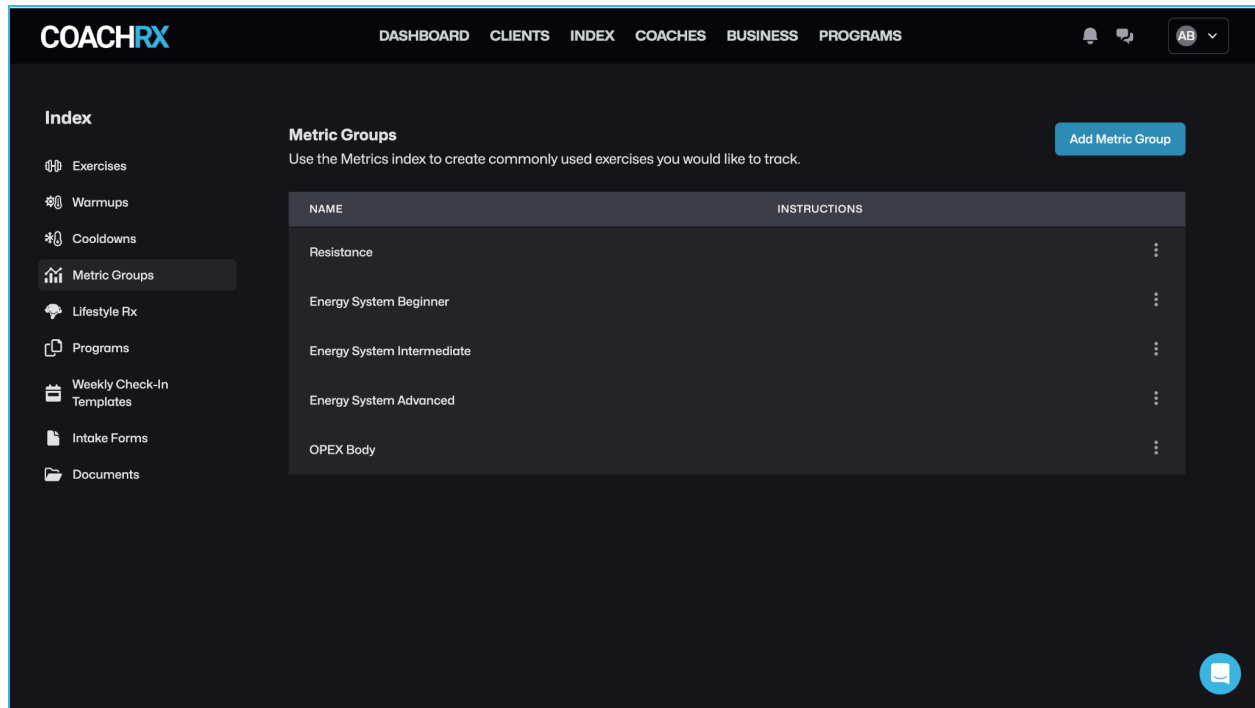 COACHRX
DASHBOARD CLIENTS INDEX COACHES BUSINESS PROGRAMS
AB
Index
Exercises
Warmups
Cooldowns
Metric Groups
Lifestyle Rx
Programs
Weekly Check-In
Templates
Intake Forms
Documents
Metric Groups
Use the Metrics index to create commonly used exercises you would like to track.
Add Metric Group
NAME INSTRUCTIONS
Resistance
Energy System Beginner
Energy System Intermediate
Energy System Advanced
OPEX Body